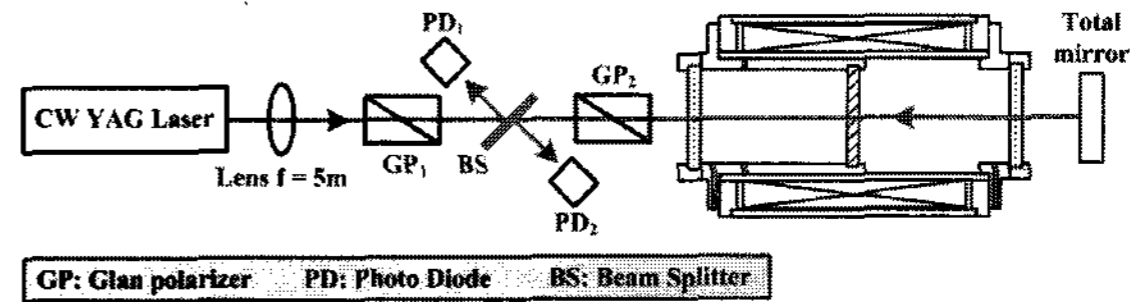 PD₁
Total
mirror
GP₂
CW YAG Laser
Lens f = 5m
GP₁
BS
PD₂
GP: Glan polarizer PD: Photo Diode BS: Beam Splitter